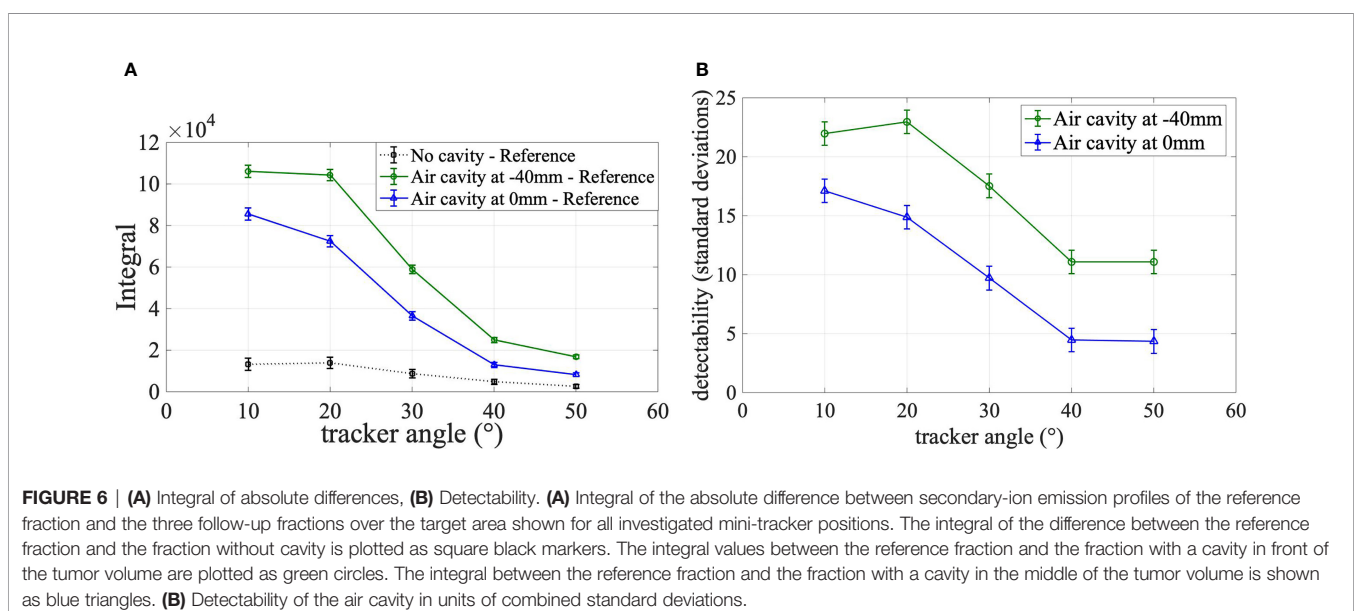 A
×10⁴
12
10
8
6
4
2
0
Integral
0 10 20 30 40 50 60
tracker angle (°)
No cavity - Reference
Air cavity at -40mm - Reference
Air cavity at 0mm - Reference
B
25
20
15
10
5
0
detectability (standard deviations)
0 10 20 30 40 50 60
tracker angle (°)
Air cavity at -40mm
Air cavity at 0mm
FIGURE 6 | (A) Integral of absolute differences, (B) Detectability. (A) Integral of the absolute difference between secondary-ion emission profiles of the reference
fraction and the three follow-up fractions over the target area shown for all investigated mini-tracker positions. The integral of the difference between the reference
fraction and the fraction without cavity is plotted as square black markers. The integral values between the reference fraction and the fraction with a cavity in front of
the tumor volume are plotted as green circles. The integral between the reference fraction and the fraction with a cavity in the middle of the tumor volume is shown
as blue triangles. (B) Detectability of the air cavity in units of combined standard deviations.